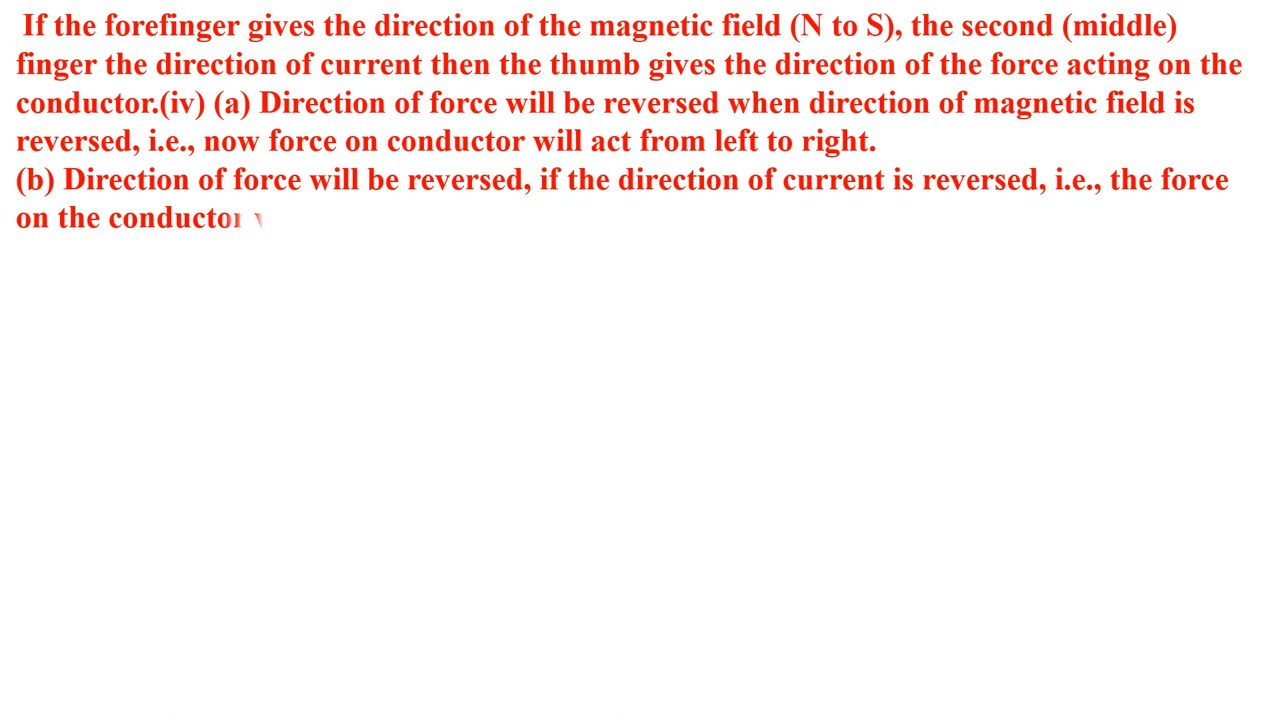 If the forefinger gives the direction of the magnetic field (N to S), the second (middle)
finger the direction of current then the thumb gives the direction of the force acting on the
conductor.(iv) (a) Direction of force will be reversed when direction of magnetic field is
reversed, i.e., now force on conductor will act from left to right.
(b) Direction of force will be reversed, if the direction of current is reversed, i.e., the force
on the conductor